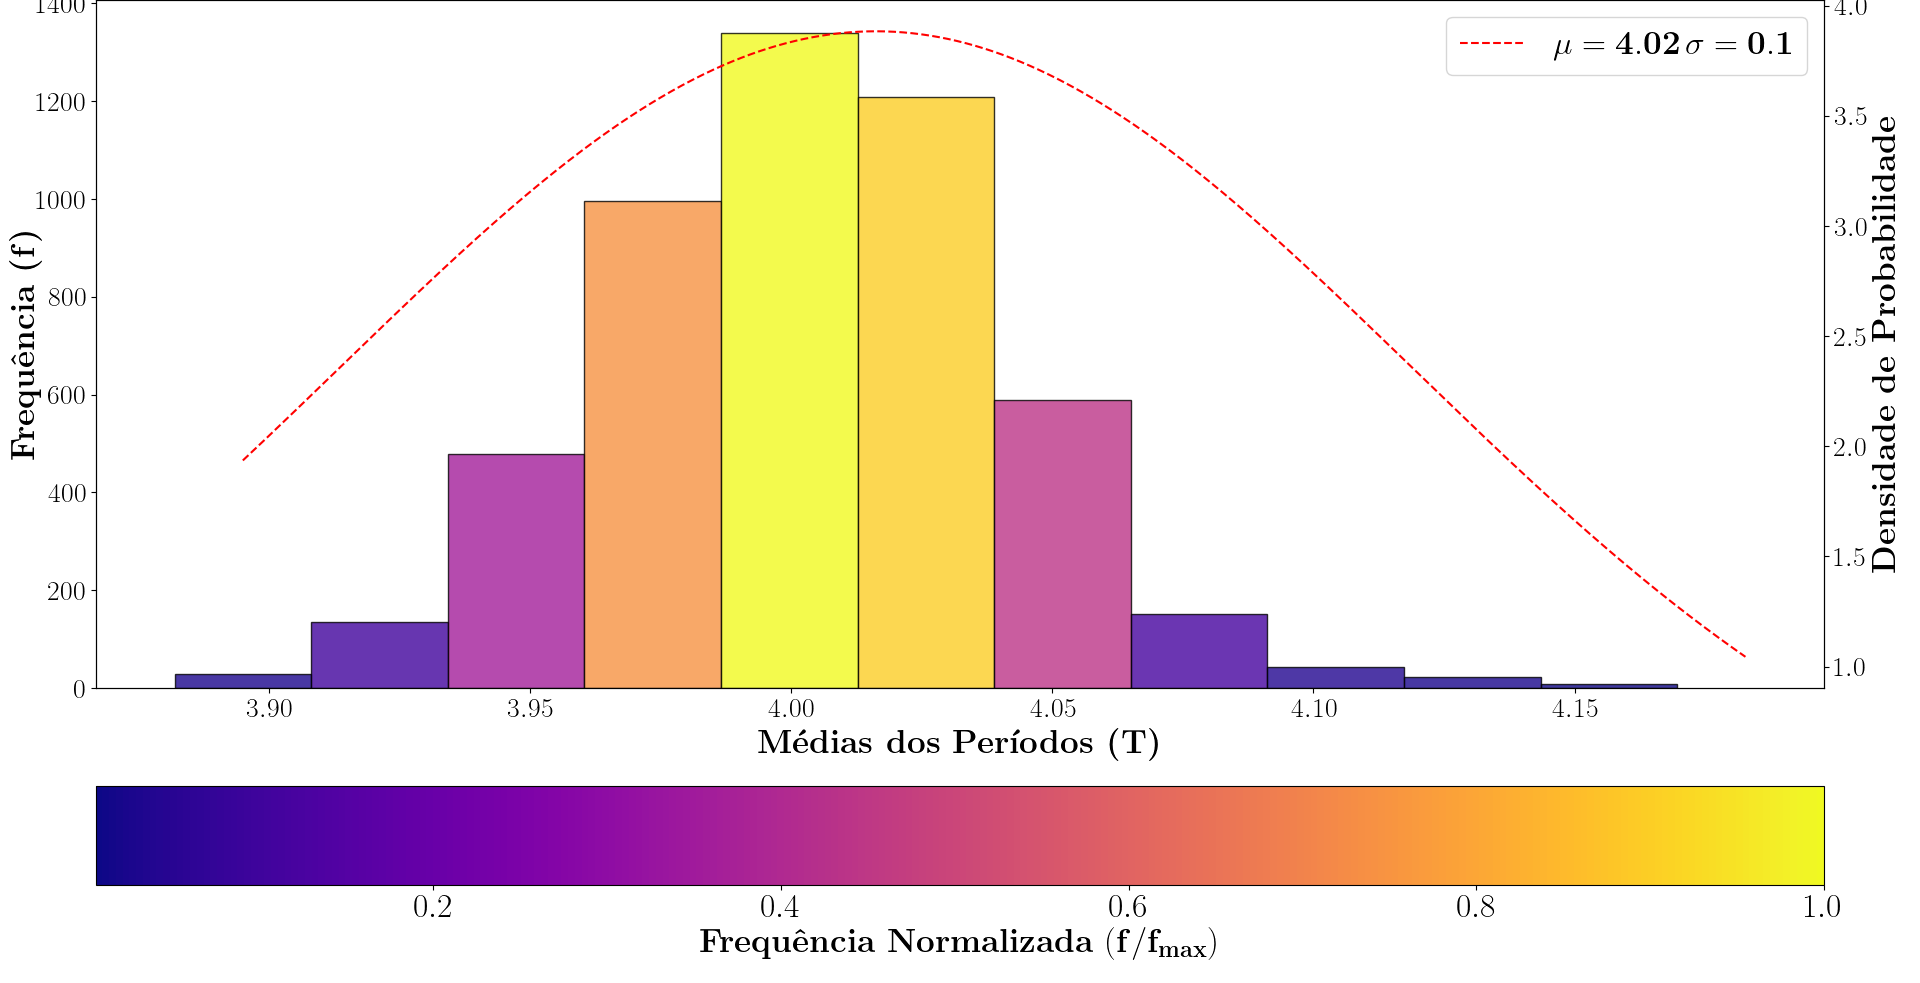 1400
1200
1000
800
600
400
200
0
Frequência (f)
3.90 3.95 4.00 4.05 4.10 4.15
Médias dos Períodos (T)
μ = 4.02 σ = 0.1
4.0
3.5
3.0
2.5
2.0
1.5
1.0
Densidade de Probabilidade
0.2 0.4 0.6 0.8 1.0
Frequência Normalizada (f/fmax)